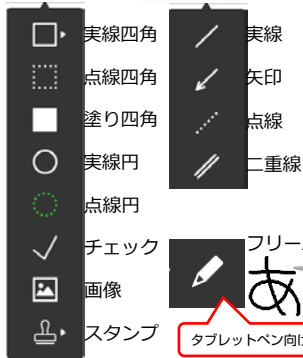 実線四角
点線四角
塗り四角
実線円
点線円
チェック
画像
スタンプ
実線
矢印
点線
二重線
フリー
あ
タブレットペン向け